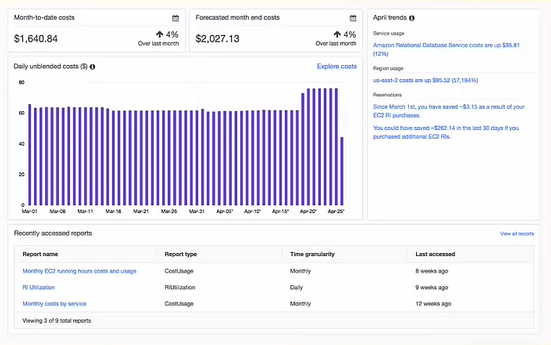 Month-to-date costs
$1,640.84
4%
Over last month
Forecasted month end costs
$2,027.13
4%
Over last month
Daily unblended costs ($)
Explore costs
80
60
40
20
0
Mar-01
Mar-06
Mar-11
Mar-16
Mar-21
Mar-26
Mar-31
Apr-05*
Apr-10*
Apr-15*
Apr-20*
Apr-25*
April trends
Service usage
Amazon Relational Database Service costs are up $95.81
(12%)
Region usage
us-east-2 costs are up $95.52 (57,194%)
Reservations
Since March 1st, you have saved ~$3.15 as a result of your
EC2 RI purchases.
You could have saved ~$262.14 in the last 30 days if you
purchased additional EC2 RIs.
Recently accessed reports
View all reports
Report name Report type Time granularity Last accessed
Monthly EC2 running hours costs and usage CostUsage Monthly 8 weeks ago
RI Utilization RIUtilization Daily 9 weeks ago
Monthly costs by service CostUsage Monthly 12 weeks ago
Viewing 3 of 9 total reports